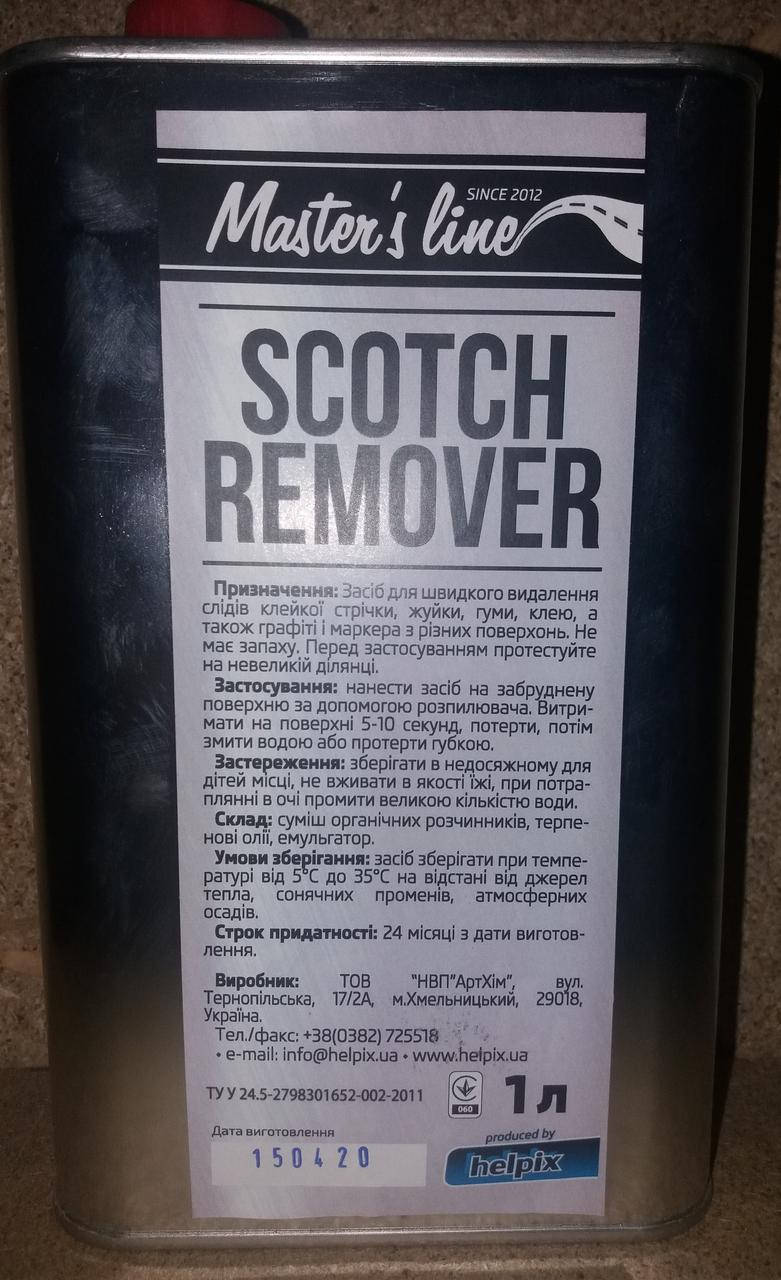 Master's line
SINCE 2012
SCOTCH
REMOVER
Призначення: Засіб для швидкого видалення
слідів клейкої стрічки, жуйки, гуми, клею, а
також графіті і маркера з різних поверхонь. Не
має запаху. Перед застосуванням протестуйте
на невеликій ділянці.
Застосування: нанести засіб на забруднену
поверхню за допомогою розпилювача. Витри-
мати на поверхні 5-10 секунд, потерти, потім
змити водою або протерти губкою.
Застереження: зберігати в недосяжному для
дітей місці, не вживати в якості їжі, при потра-
плянні в очі промити великою кількістю води.
Склад: суміш органічних розчинників, терпе-
нові олії, емульгатор.
Умови зберігання: засіб зберігати при темпе-
ратурі від 5°C до 35°C на відстані від джерел
тепла, сонячних променів, атмосферних
осадів.
Строк придатності: 24 місяці з дати виготов-
лення.
Виробник: ТОВ "НВП"АртХім", вул.
Тернопільська, 17/2А, м.Хмельницький, 29018,
Україна.
Тел./факс: +38(0382) 725518
• e-mail: info@helpix.ua • www.helpix.ua
ТУ У 24.5-2798301652-002-2011
060
1 л
Дата виготовлення
150420
produced by
helpix